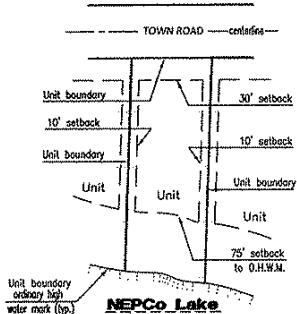 TOWN ROAD centerline
Unit boundary
30' setback
10' setback
10' setback
Unit boundary
Unit
Unit
Unit boundary
Unit
75' setback
to O.H.W.M.
Unit boundary
ordinary high
water mark (typ.)
NEPCo Lake